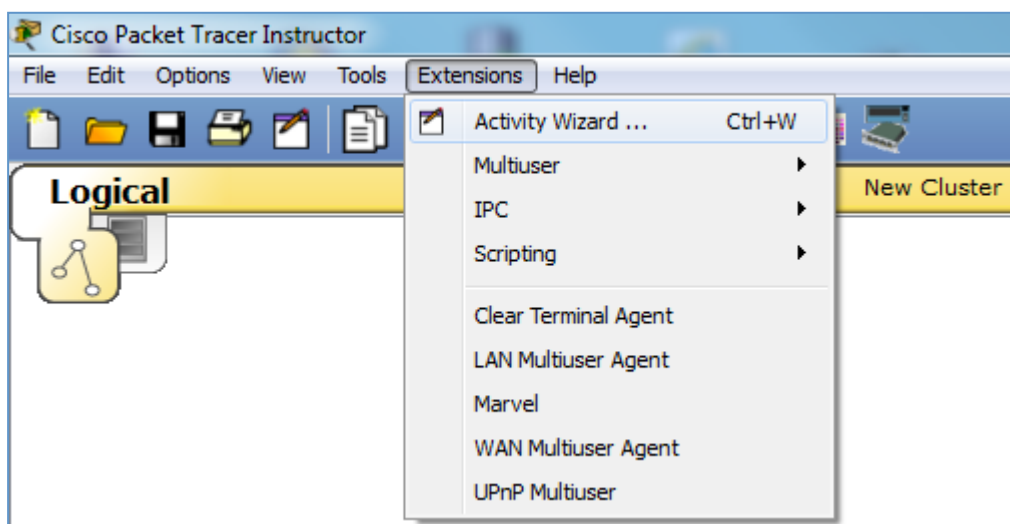 Cisco Packet Tracer Instructor
File Edit Options View Tools Extensions Help
Activity Wizard ... Ctrl+W
Multiuser
IPC
Scripting
Clear Terminal Agent
LAN Multiuser Agent
Marvel
WAN Multiuser Agent
UPnP Multiuser
Logical
New Cluster